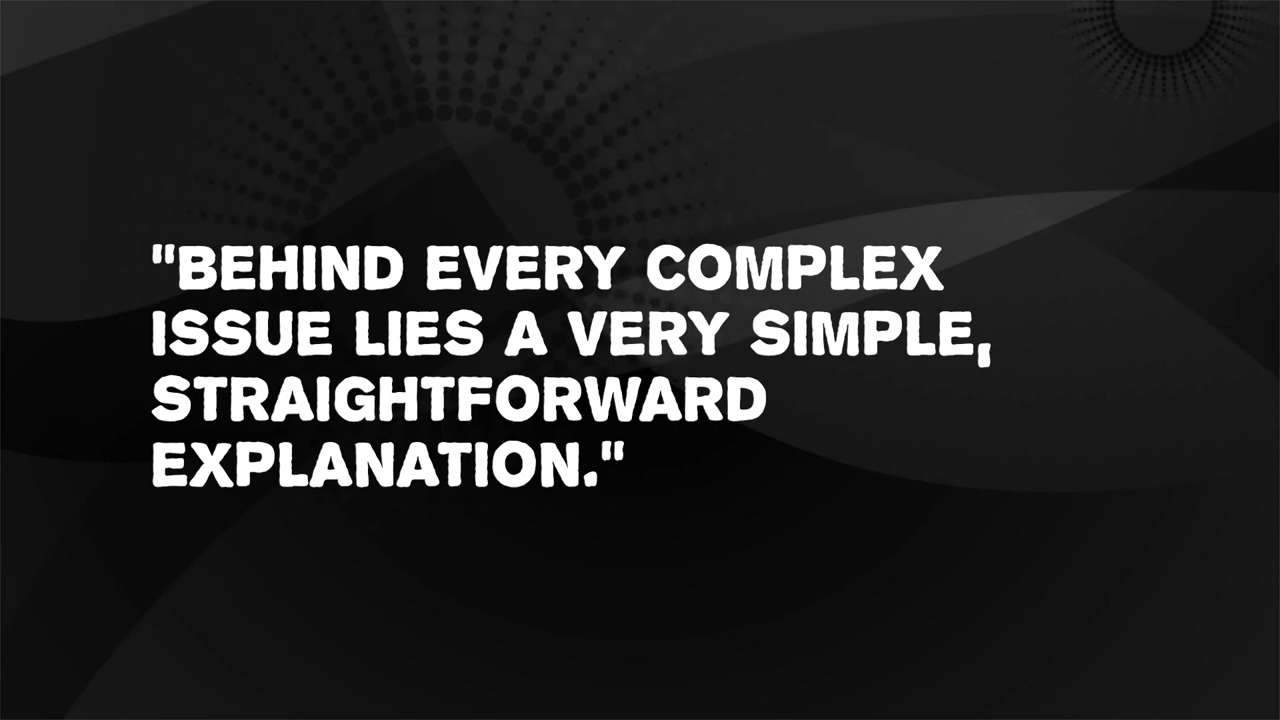 "BEHIND EVERY COMPLEX
ISSUE LIES A VERY SIMPLE,
STRAIGHTFORWARD
EXPLANATION."